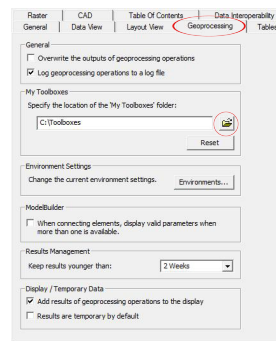 Raster CAD Table Of Contents Data Interoperability
General Data View Layout View Geoprocessing Tables
General
Overwrite the outputs of geoprocessing operations
Log geoprocessing operations to a log file
My Toolboxes
Specify the location of the 'My Toolboxes' folder:
C:\Toolboxes
Reset
Environment Settings
Change the current environment settings. Environments...
ModelBuilder
When connecting elements, display valid parameters when
more than one is available.
Results Management
Keep results younger than: 2 Weeks
Display / Temporary Data
Add results of geoprocessing operations to the display
Results are temporary by default